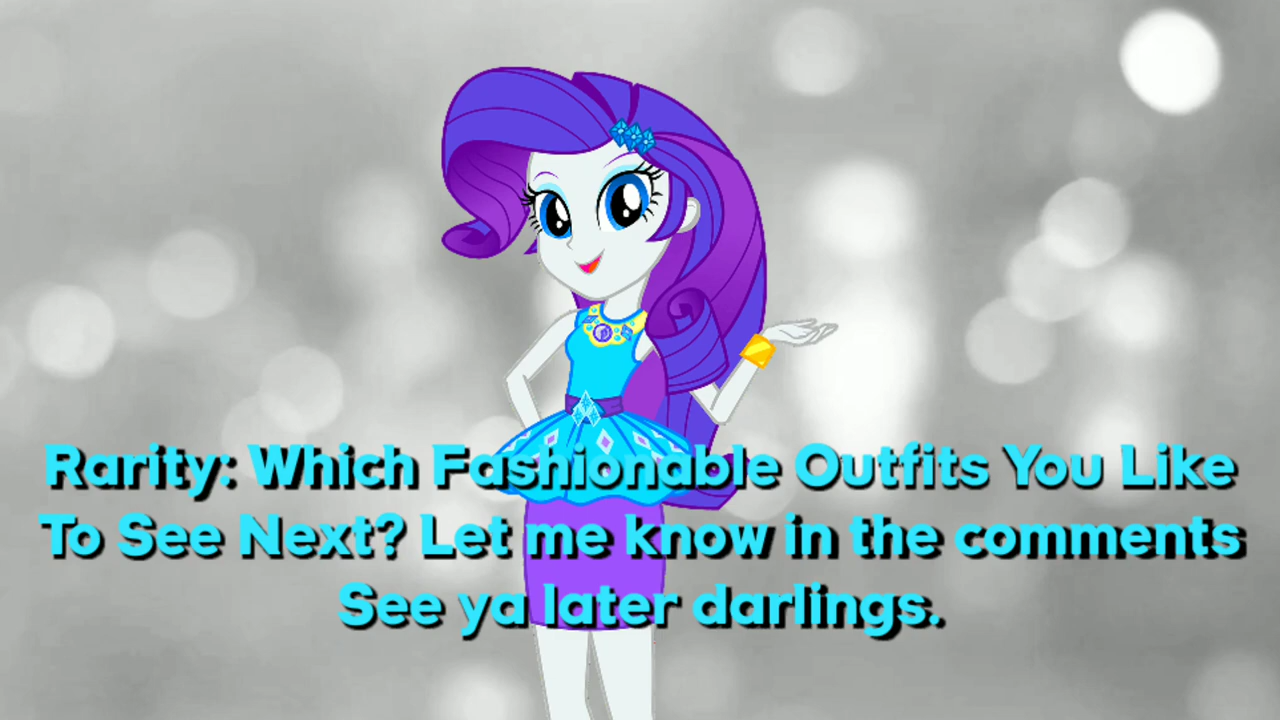 Rarity: Which Fashionable Outfits You Like
To See Next? Let me know in the comments
See ya later darlings.